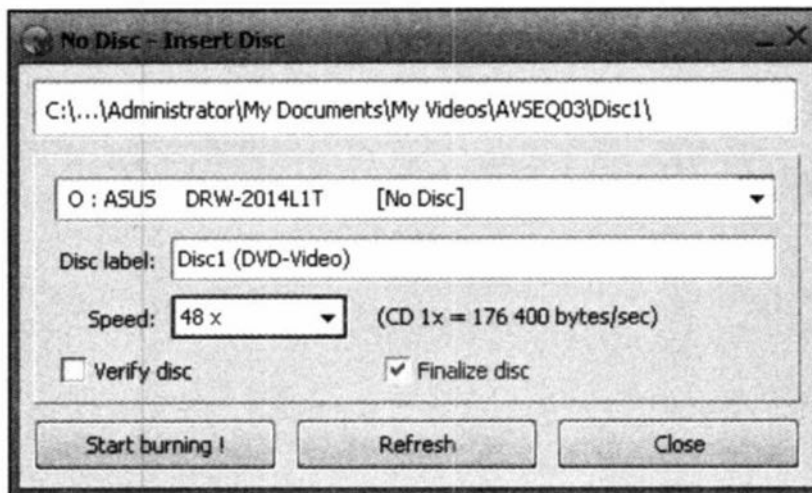 No Disc - Insert Disc
C:\...\Administrator\My Documents\My Videos\AVSEQ03\Disc1\
O : ASUS DRW-2014L1T [No Disc]
Disc label: Disc1 (DVD-Video)
Speed: 48 x (CD 1x = 176 400 bytes/sec)
Verify disc Finalize disc
Start burning ! Refresh Close